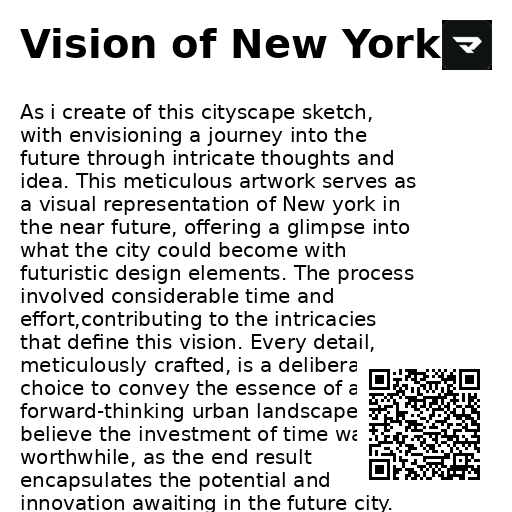 Vision of New York
As i create of this cityscape sketch,
with envisioning a journey into the
future through intricate thoughts and
idea. This meticulous artwork serves as
a visual representation of New york in
the near future, offering a glimpse into
what the city could become with
futuristic design elements. The process
involved considerable time and
effort,contributing to the intricacies
that define this vision. Every detail,
meticulously crafted, is a delibera
choice to convey the essence of a
forward-thinking urban landscape
believe the investment of time wa
worthwhile, as the end result
encapsulates the potential and
innovation awaiting in the future city.